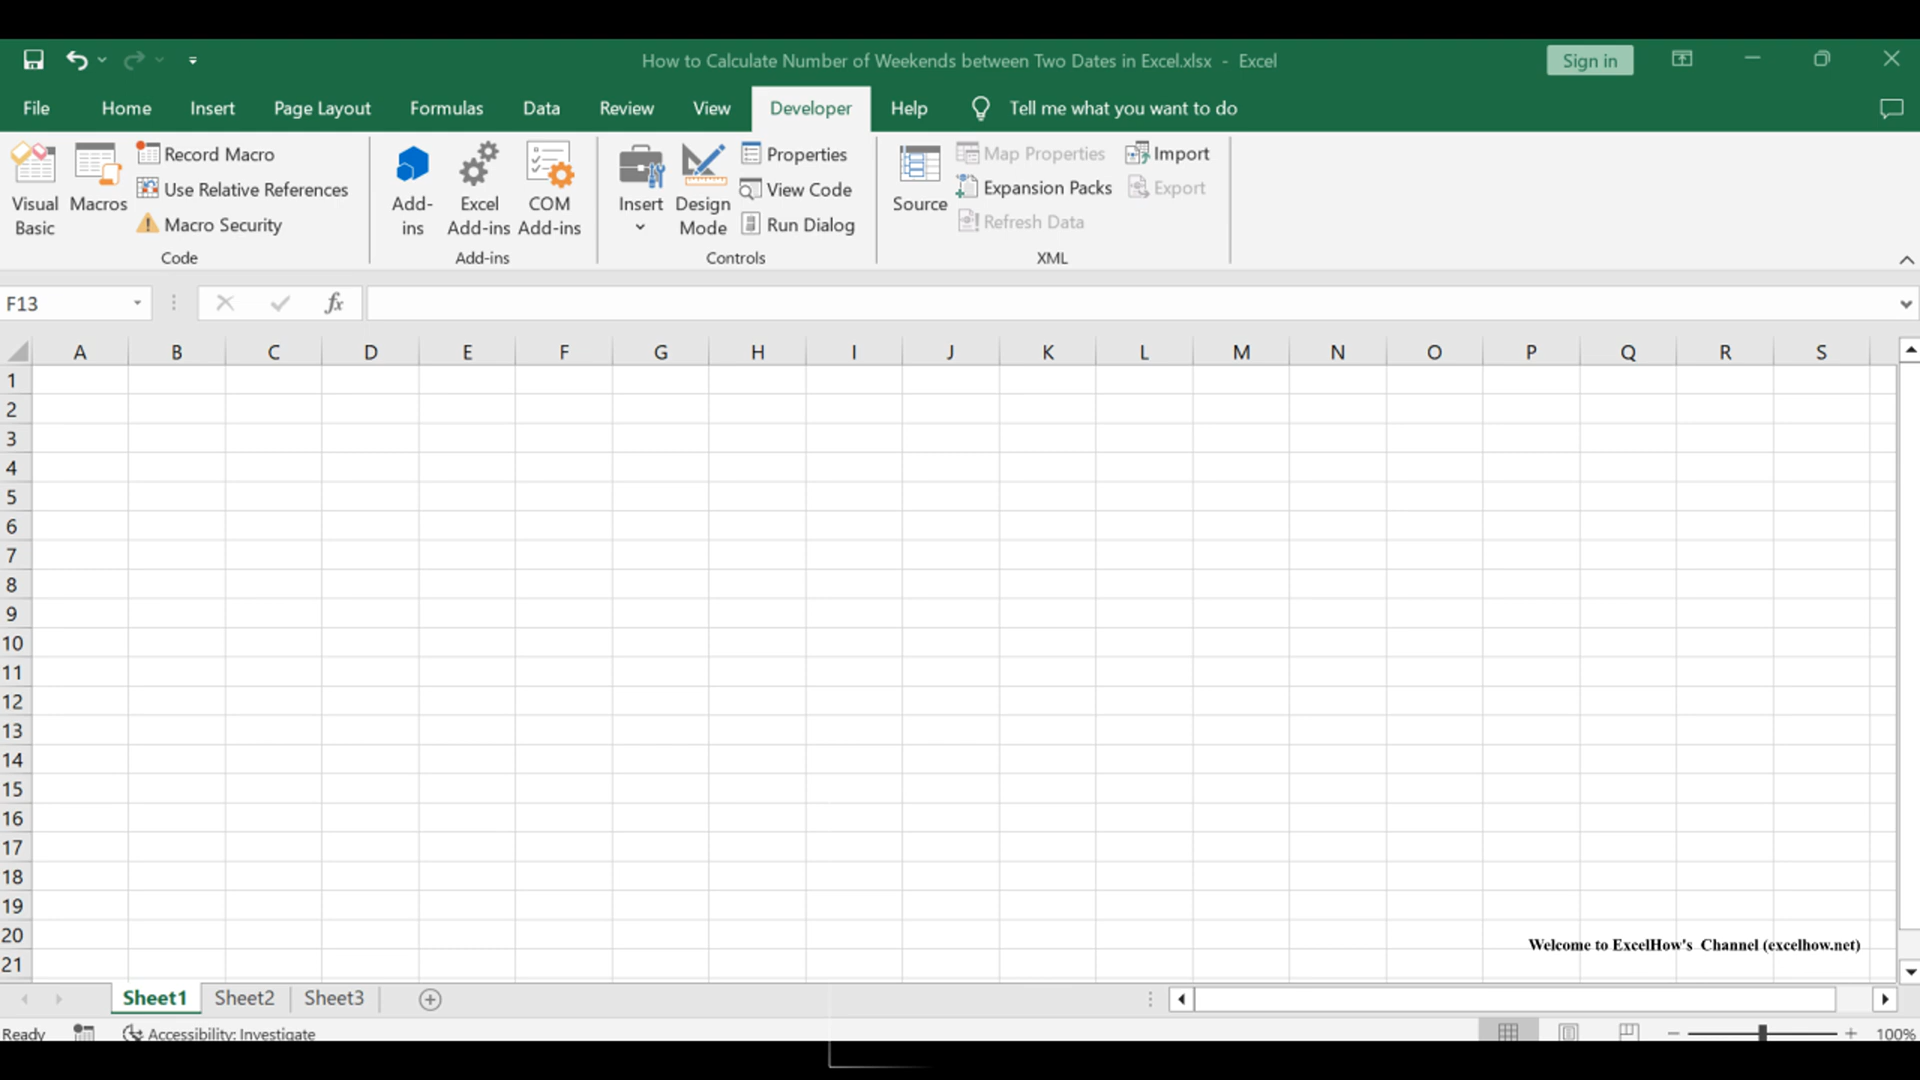 How to Calculate Number of Weekends between Two Dates in Excel.xlsx - Excel
Sign in
File Home Insert Page Layout Formulas Data Review View Developer Help Tell me what you want to do
Visual Basic
Macros
Record Macro
Use Relative References
Macro Security
Code
Add-ins
Excel Add-ins
COM Add-ins
Add-ins
Insert
Design Mode
Properties
View Code
Run Dialog
Controls
Source
Map Properties
Expansion Packs
Refresh Data
Import
Export
XML
F13
fx
A B C D E F G H I J K L M N O P Q R S
1
2
3
4
5
6
7
8
9
10
11
12
13
14
15
16
17
18
19
20
Welcome to ExcelHow's Channel (excelhow.net)
21
Sheet1 Sheet2 Sheet3
Ready Accessibility: Investigate 100%